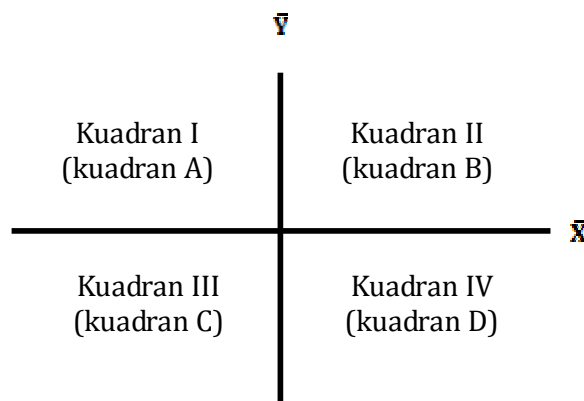 Ȳ
Kuadran I
(kuadran A)
Kuadran II
(kuadran B)
X̄
Kuadran III
(kuadran C)
Kuadran IV
(kuadran D)